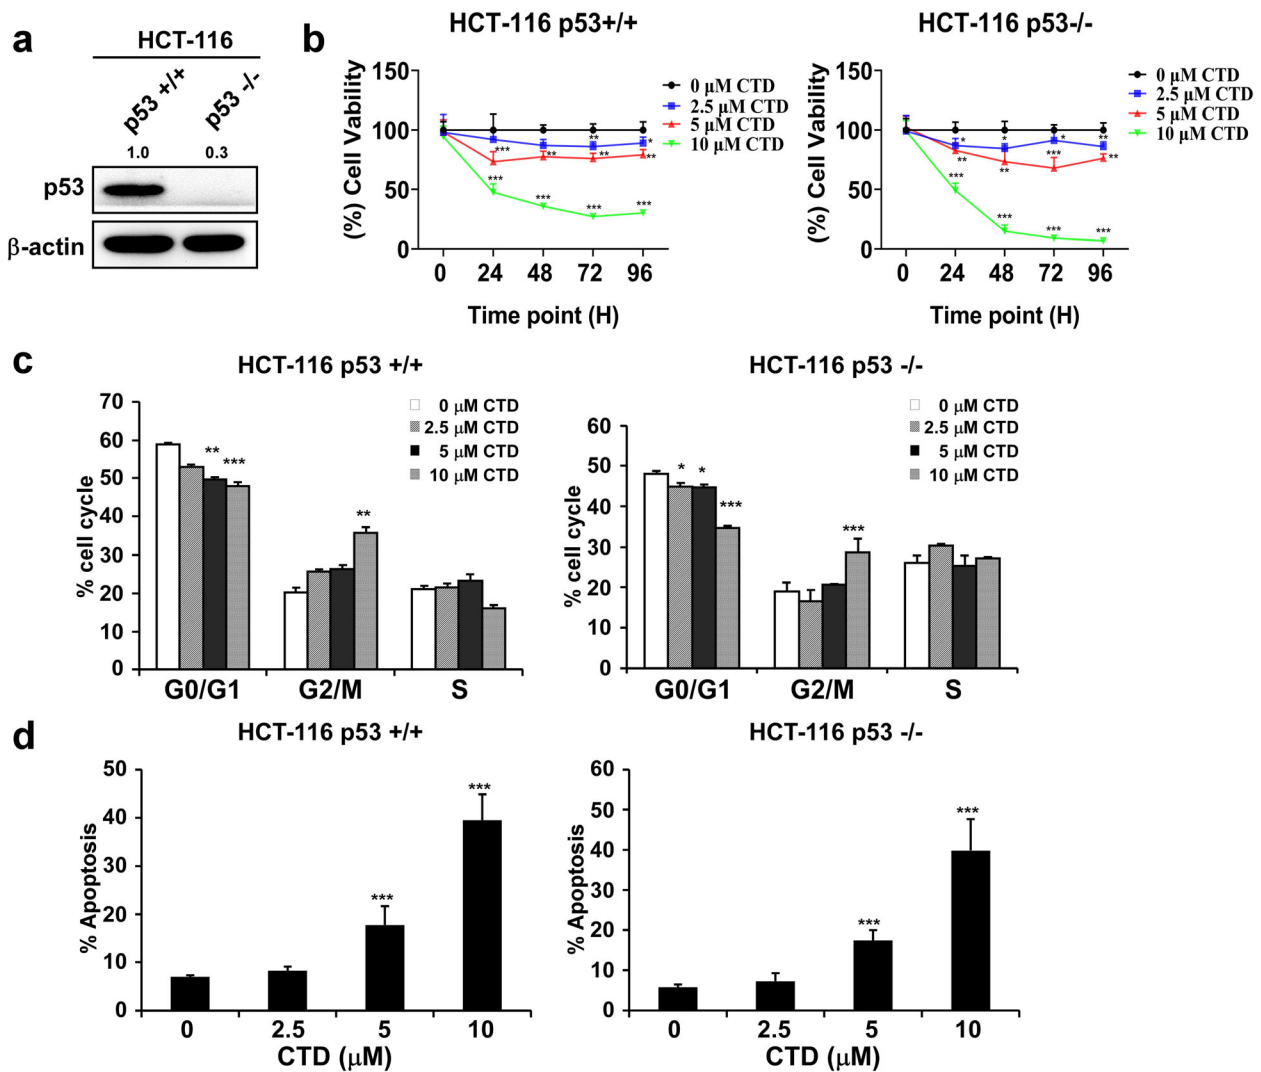 a
HCT-116
p53 +/+
p53 -/-
1.0
0.3
p53
β-actin
b
HCT-116 p53+/+
(%) Cell Vability
150
100
50
0
0 24 48 72 96
Time point (H)
0 µM CTD
2.5 µM CTD
5 µM CTD
10 µM CTD
***
**
**
**
*
**
***
***
***
***
HCT-116 p53-/-
(%) Cell Vability
150
100
50
0
0 24 48 72 96
Time point (H)
0 µM CTD
2.5 µM CTD
5 µM CTD
10 µM CTD
*
*
*
**
**
**
***
**
***
***
***
***
c
HCT-116 p53 +/+
% cell cycle
70
60
50
40
30
20
10
0
0 µM CTD
2.5 µM CTD
5 µM CTD
10 µM CTD
**
***
**
G0/G1 G2/M S
HCT-116 p53 -/-
% cell cycle
60
50
40
30
20
10
0
0 µM CTD
2.5 µM CTD
5 µM CTD
10 µM CTD
*
*
***
***
G0/G1 G2/M S
d
HCT-116 p53 +/+
% Apoptosis
50
40
30
20
10
0
***
***
0 2.5 5 10
CTD (µM)
HCT-116 p53 -/-
% Apoptosis
60
50
40
30
20
10
0
***
***
0 2.5 5 10
CTD (µM)